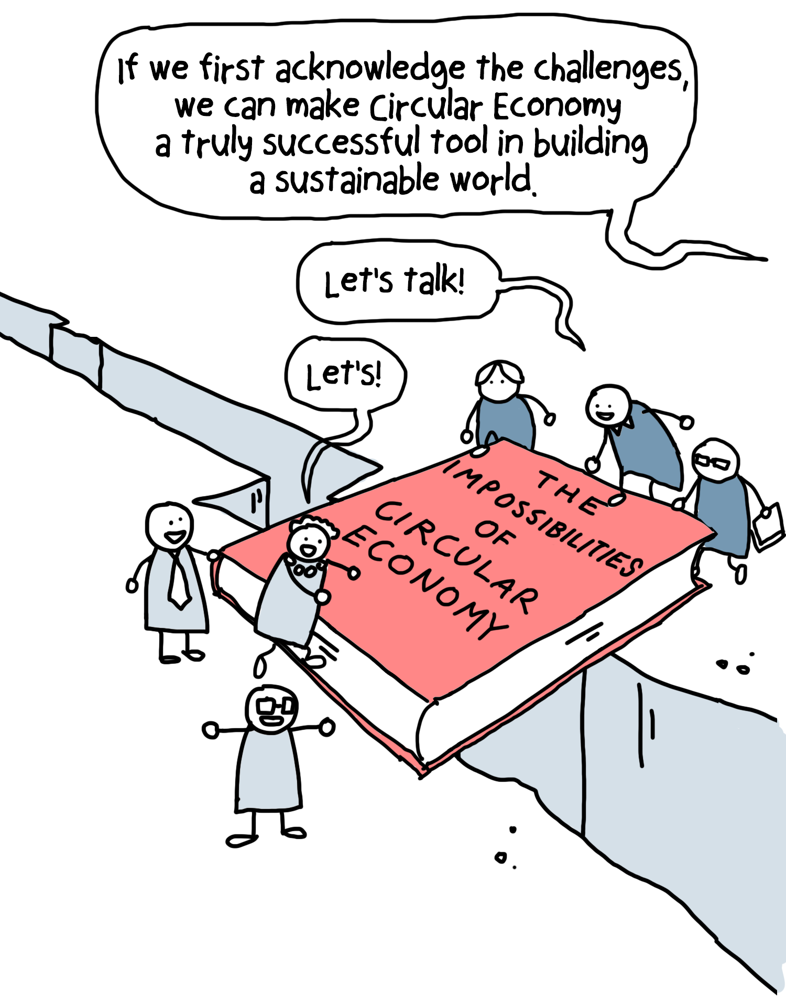 If we first acknowledge the challenges,
we can make Circular Economy
a truly successful tool in building
a sustainable world.
Let's talk!
Let's!
THE
IMPOSSIBILITIES
OF
CIRCULAR
ECONOMY